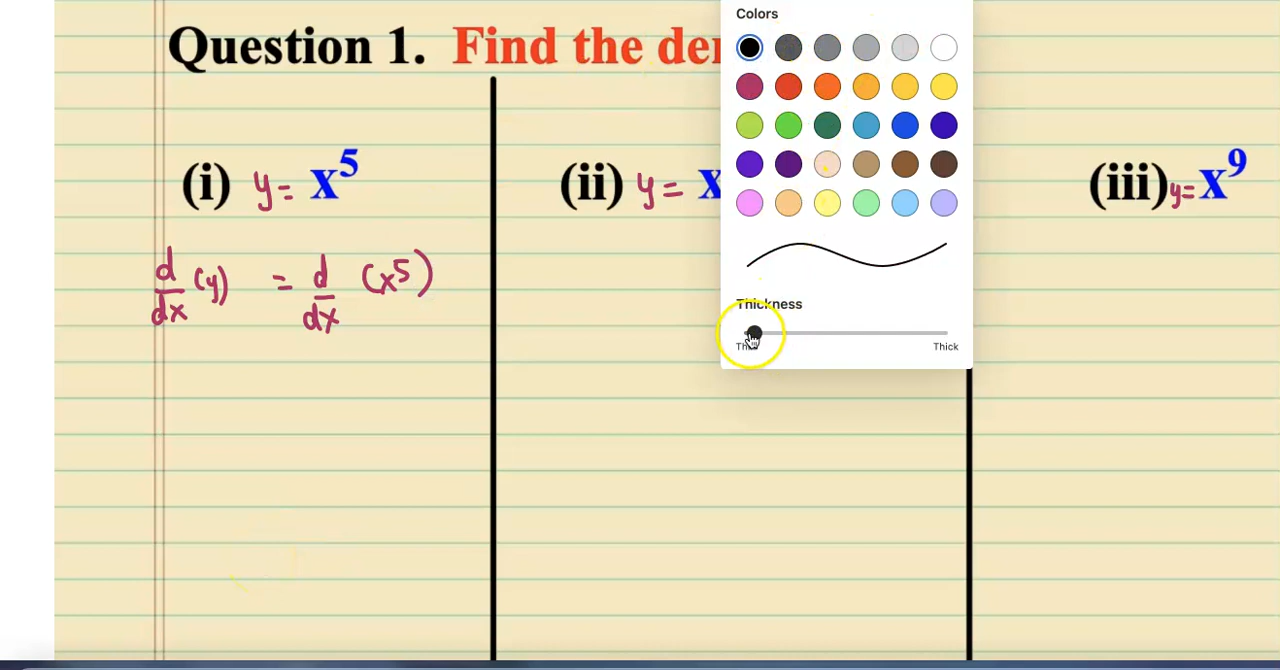 Question 1. Find the der
Colors
(i) y = x⁵
(ii) y = x
(iii) y = x⁹
d/dx (y) = d/dx (x⁵)
Thickness
Thick